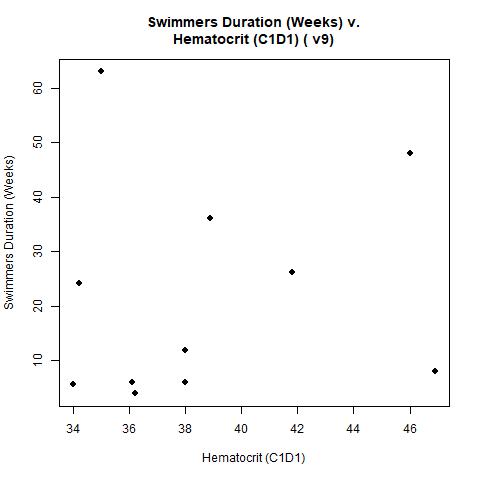 Swimmers Duration (Weeks) v.
Hematocrit (C1D1) ( v9)
Swimmers Duration (Weeks)
60
50
40
30
20
10
34 36 38 40 42 44 46
Hematocrit (C1D1)